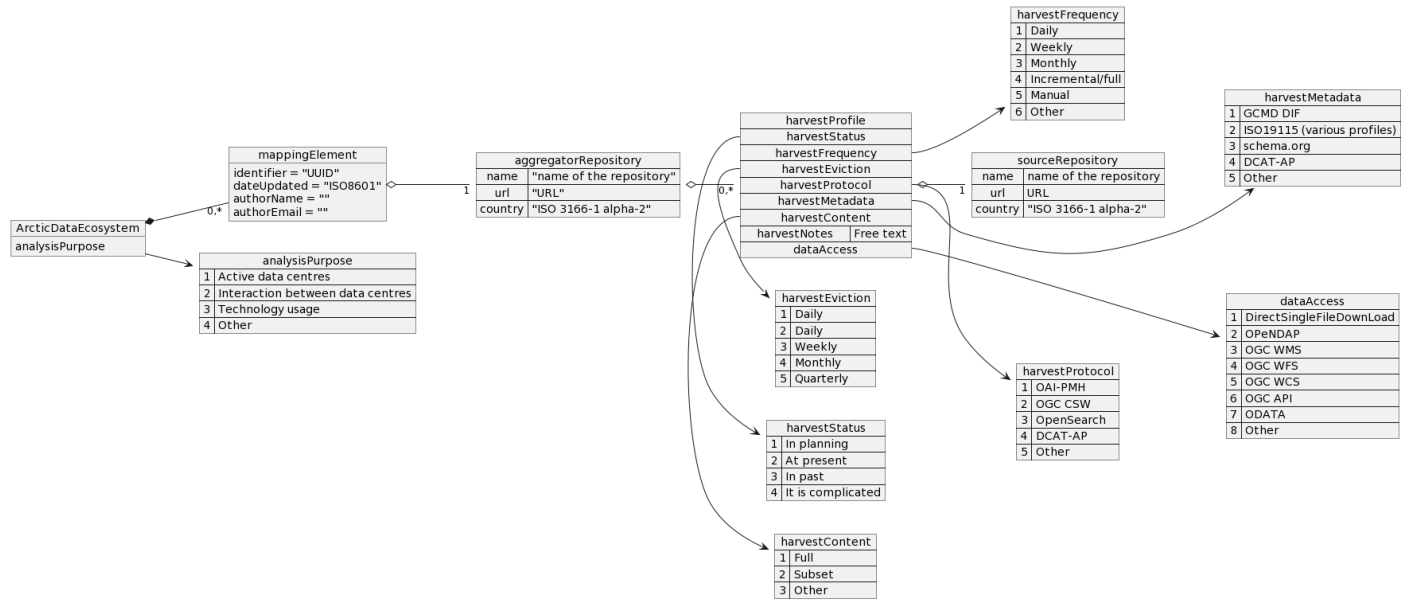 ArcticDataEcosystem
analysisPurpose
0,*
mappingElement
identifier = "UUID"
dateUpdated = "ISO8601"
authorName = ""
authorEmail = ""
1
analysisPurpose
1 Active data centres
2 Interaction between data centres
3 Technology usage
4 Other
aggregatorRepository
name "name of the repository"
url "URL"
country "ISO 3166-1 alpha-2"
0,*
harvestProfile
harvestStatus
harvestFrequency
harvestEviction
harvestProtocol
harvestMetadata
harvestContent
harvestNotes Free text
dataAccess
1
harvestFrequency
1 Daily
2 Weekly
3 Monthly
4 Incremental/full
5 Manual
6 Other
sourceRepository
name name of the repository
url URL
country "ISO 3166-1 alpha-2"
harvestMetadata
1 GCMD DIF
2 ISO19115 (various profiles)
3 schema.org
4 DCAT-AP
5 Other
harvestEviction
1 Daily
2 Daily
3 Weekly
4 Monthly
5 Quarterly
harvestStatus
1 In planning
2 At present
3 In past
4 It is complicated
harvestContent
1 Full
2 Subset
3 Other
harvestProtocol
1 OAI-PMH
2 OGC CSW
3 OpenSearch
4 DCAT-AP
5 Other
dataAccess
1 DirectSingleFileDownLoad
2 OPeNDAP
3 OGC WMS
4 OGC WFS
5 OGC WCS
6 OGC API
7 ODATA
8 Other